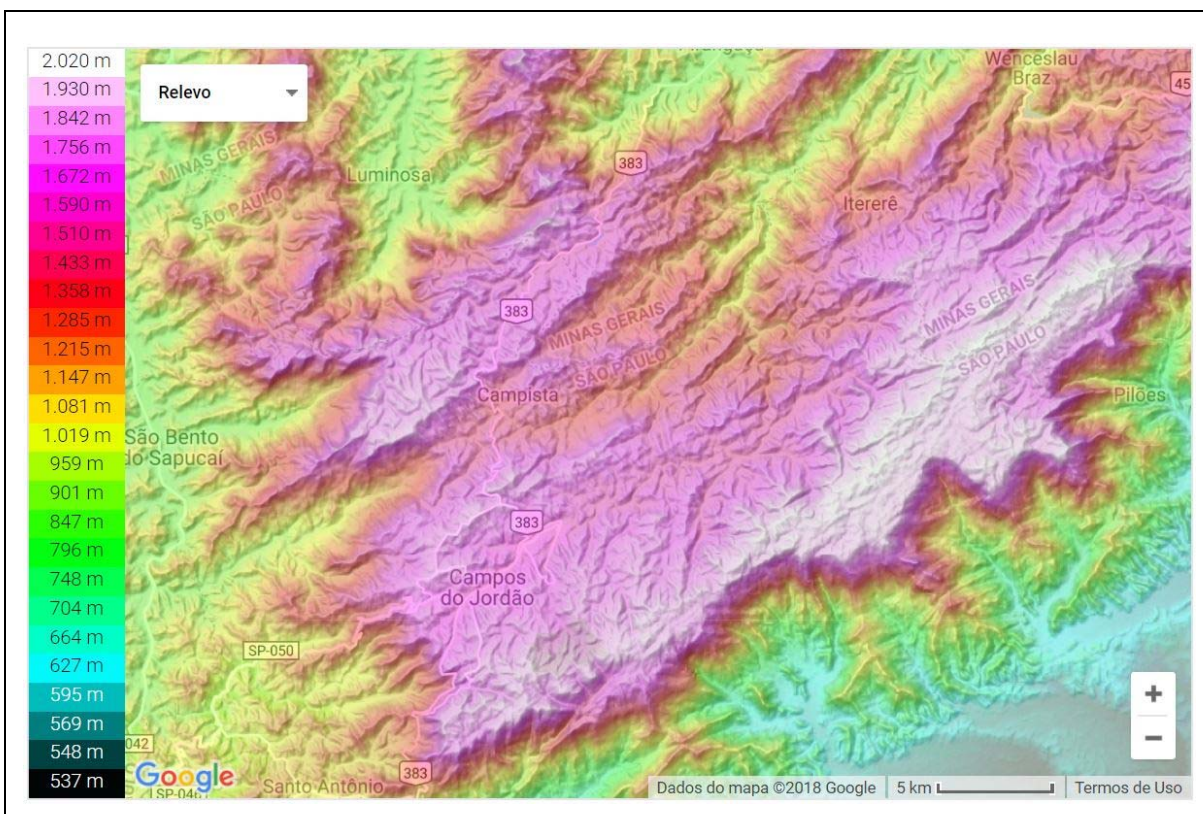 2.020 m
1.930 m
1.842 m
1.756 m
1.672 m
1.590 m
1.510 m
1.433 m
1.358 m
1.285 m
1.215 m
1.147 m
1.081 m
1.019 m
959 m
901 m
847 m
796 m
748 m
704 m
664 m
627 m
595 m
569 m
548 m
537 m
Relevo
Wenceslau
Braz
45
MINAS GERAIS
SÃO PAULO
Luminosa
383
Itererê
383
MINAS GERAIS
SÃO PAULO
MINAS GERAIS
SÃO PAULO
Campista
Pilões
São Bento
do Sapucaí
383
Campos
do Jordão
SP-050
+
−
042
Google
Santo Antônio
383
Dados do mapa ©2018 Google
5 km
Termos de Uso